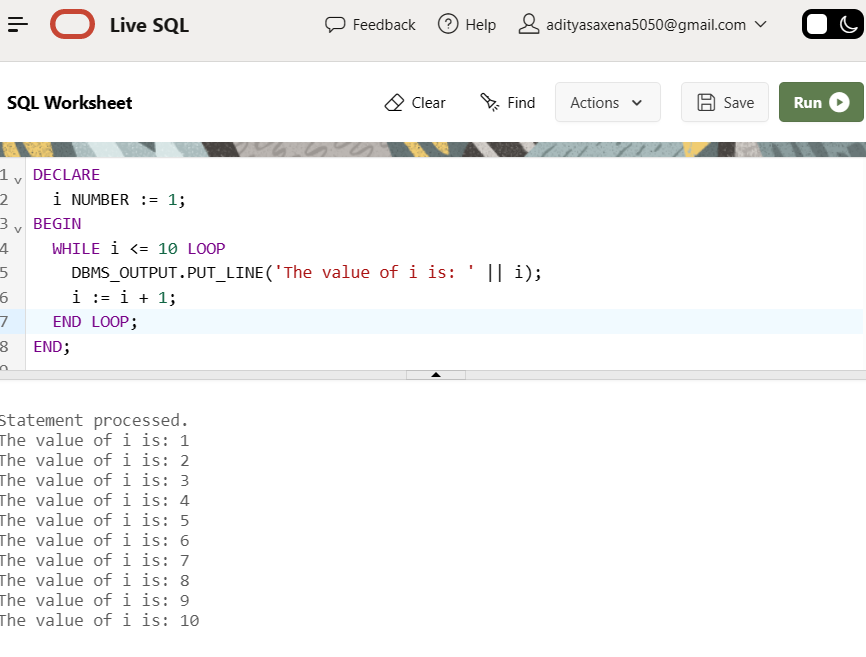 Live SQL Feedback Help adityasaxena5050@gmail.com
SQL Worksheet Clear Find Actions Save Run
1 DECLARE
2 i NUMBER := 1;
3 BEGIN
4 WHILE i <= 10 LOOP
5 DBMS_OUTPUT.PUT_LINE('The value of i is: ' || i);
6 i := i + 1;
7 END LOOP;
8 END;
Statement processed.
The value of i is: 1
The value of i is: 2
The value of i is: 3
The value of i is: 4
The value of i is: 5
The value of i is: 6
The value of i is: 7
The value of i is: 8
The value of i is: 9
The value of i is: 10